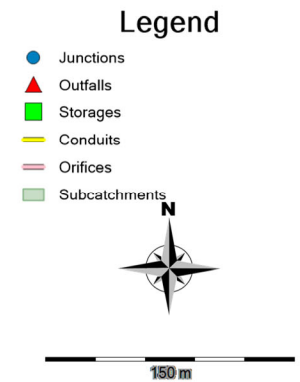 Legend
Junctions
Outfalls
Storages
Conduits
Orifices
Subcatchments
N
150 m